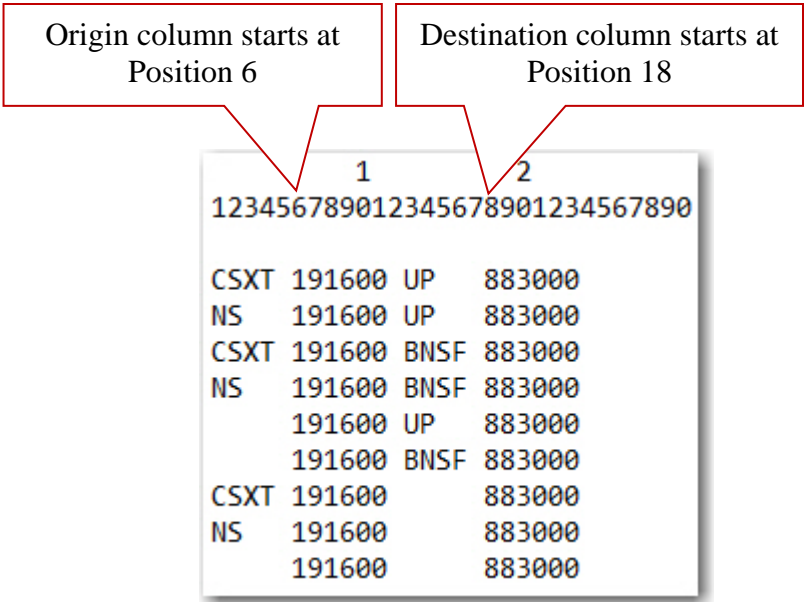 Origin column starts at
Position 6
Destination column starts at
Position 18
         1         2
1234567890123456789012345678​90
CSXT 191600 UP   883000
NS   191600 UP   883000
CSXT 191600 BNSF 883000
NS   191600 BNSF 883000
     191600 UP   883000
     191600 BNSF 883000
CSXT 191600      883000
NS   191600      883000
     191600      883000